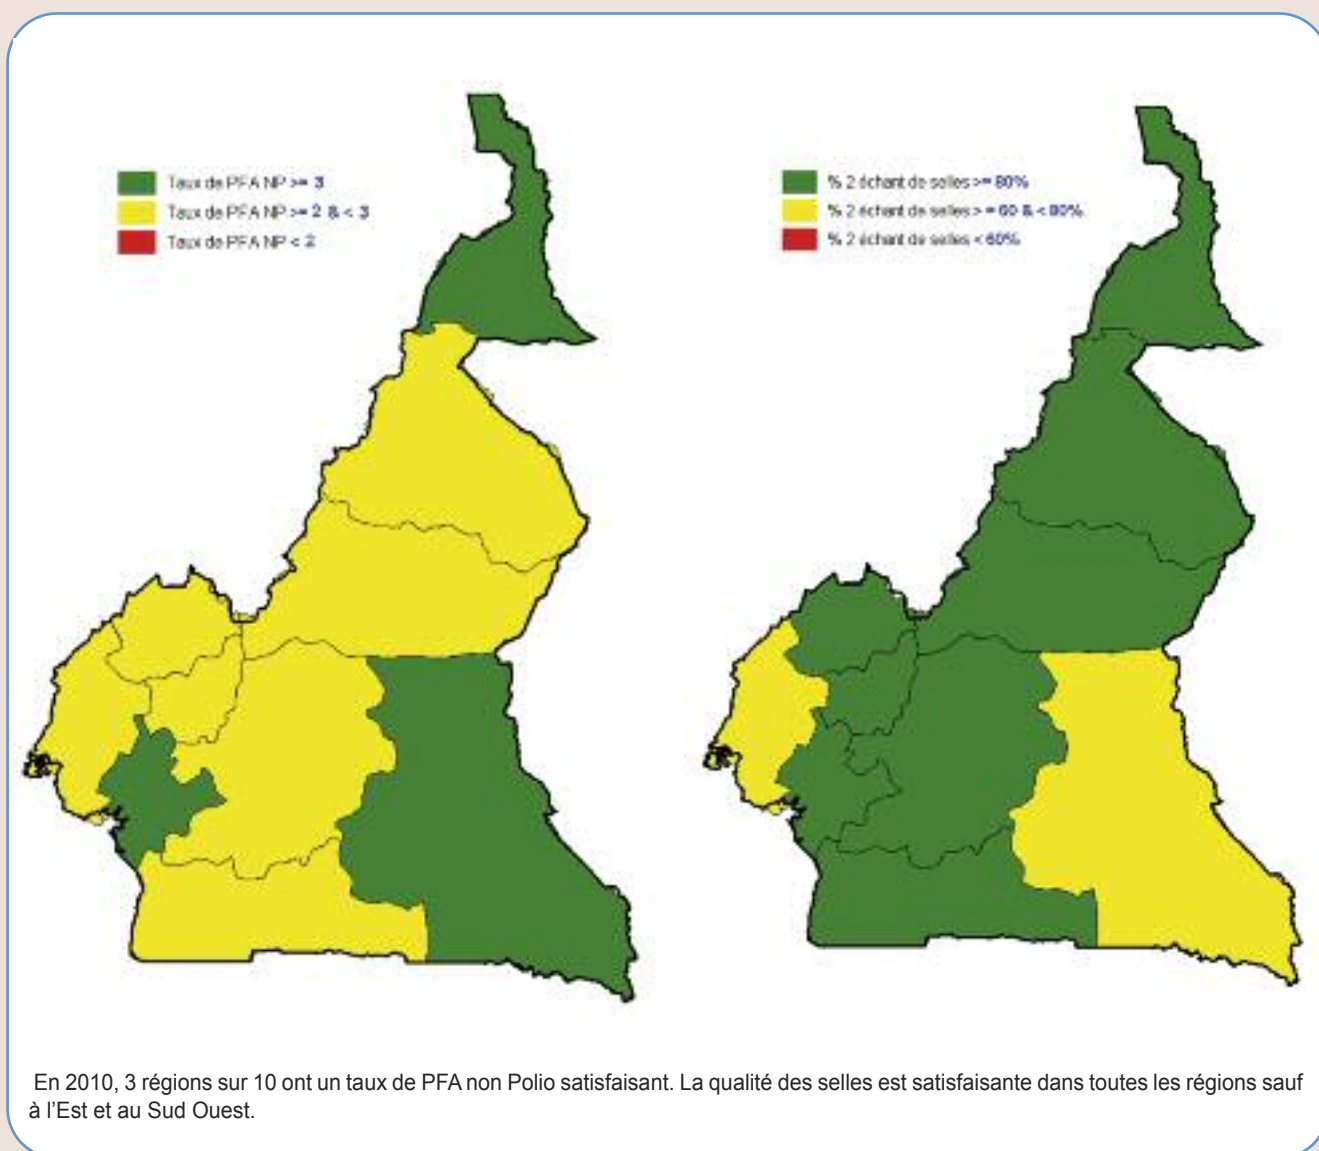 Taux de PFA NP >= 3
Taux de PFA NP >= 2 & < 3
Taux de PFA NP < 2
% 2 échant de selles >= 80%
% 2 échant de selles > = 60 & < 80%
% 2 échant de selles < 60%
En 2010, 3 régions sur 10 ont un taux de PFA non Polio satisfaisant. La qualité des selles est satisfaisante dans toutes les régions sauf
à l’Est et au Sud Ouest.